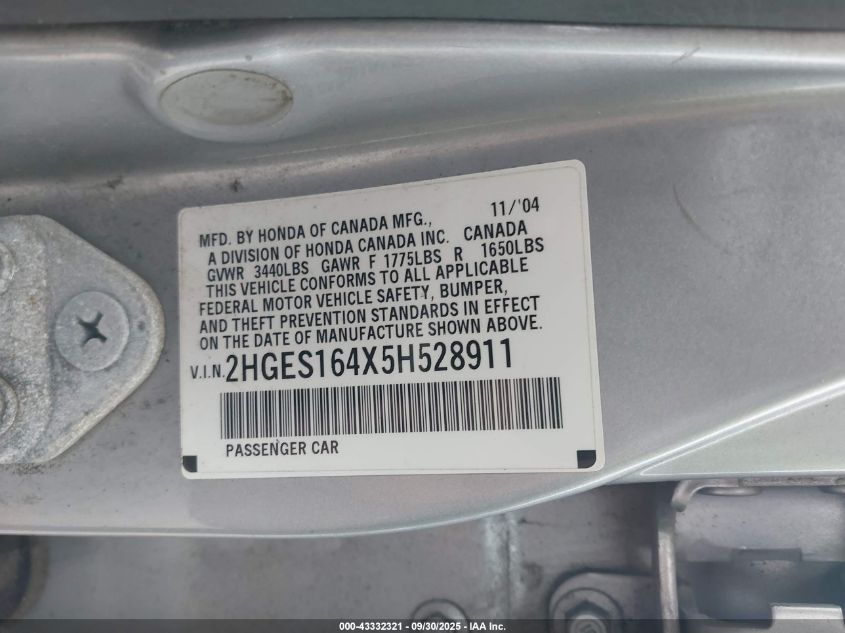 11/'04
MFD. BY HONDA OF CANADA MFG.,
A DIVISION OF HONDA CANADA INC. CANADA
GVWR 3440LBS GAWR F 1775LBS R 1650LBS
THIS VEHICLE CONFORMS TO ALL APPLICABLE
FEDERAL MOTOR VEHICLE SAFETY, BUMPER,
AND THEFT PREVENTION STANDARDS IN EFFECT
ON THE DATE OF MANUFACTURE SHOWN ABOVE.
V.I.N. 2HGES164X5H528911
PASSENGER CAR
000-43332321 - 09/30/2025 - IAA Inc.